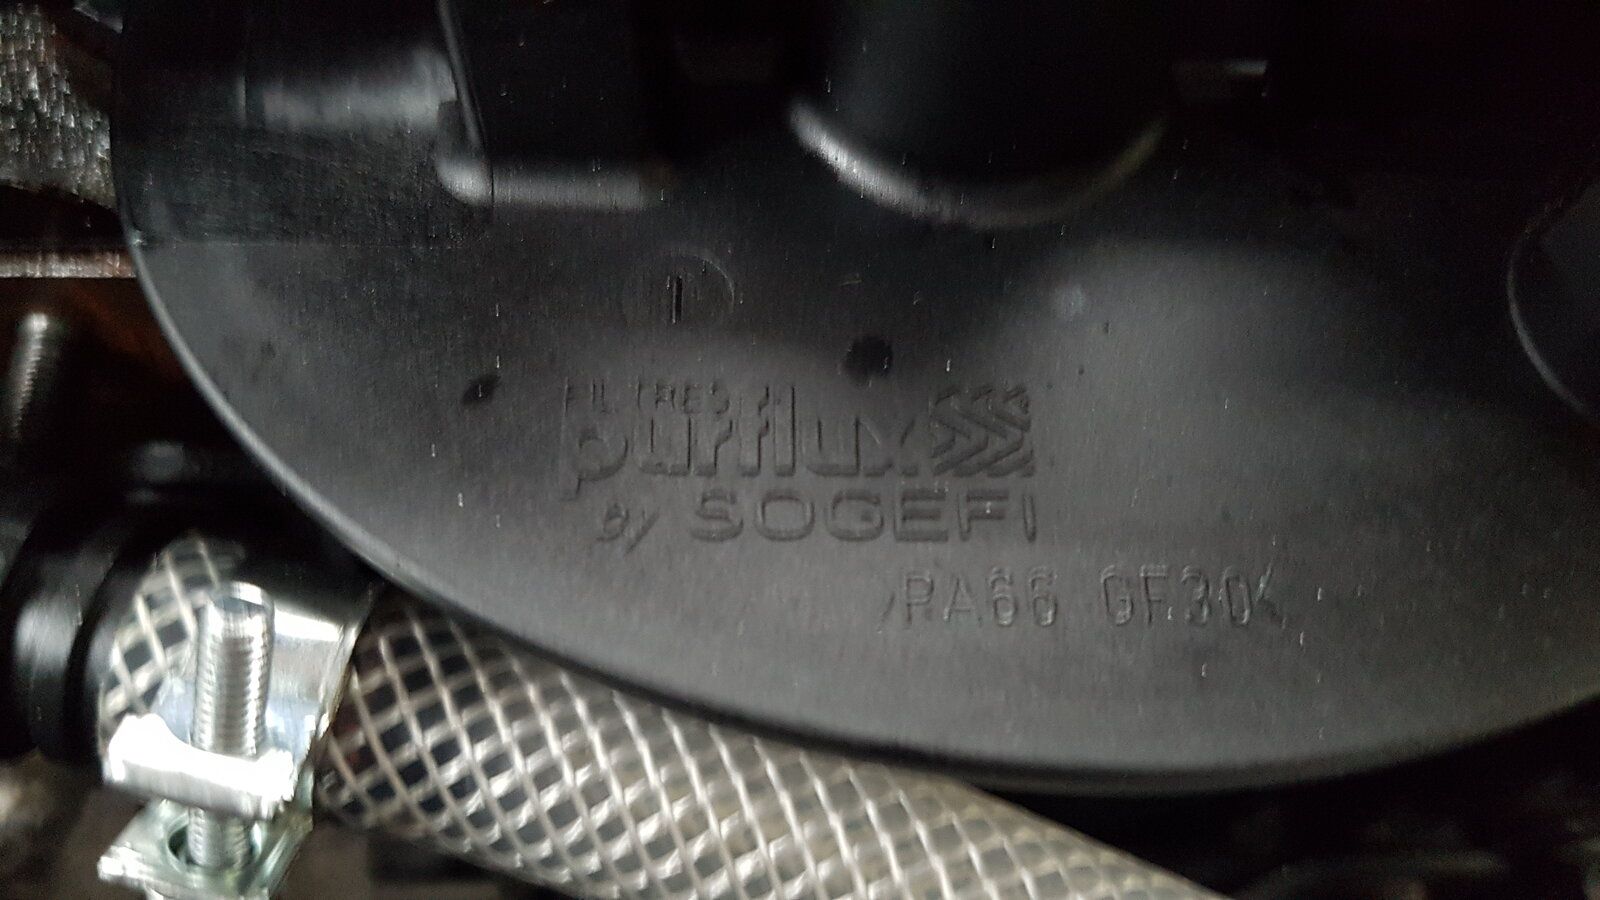 FILTRES
purflux
by SOGEFI
>PA66 GF30<